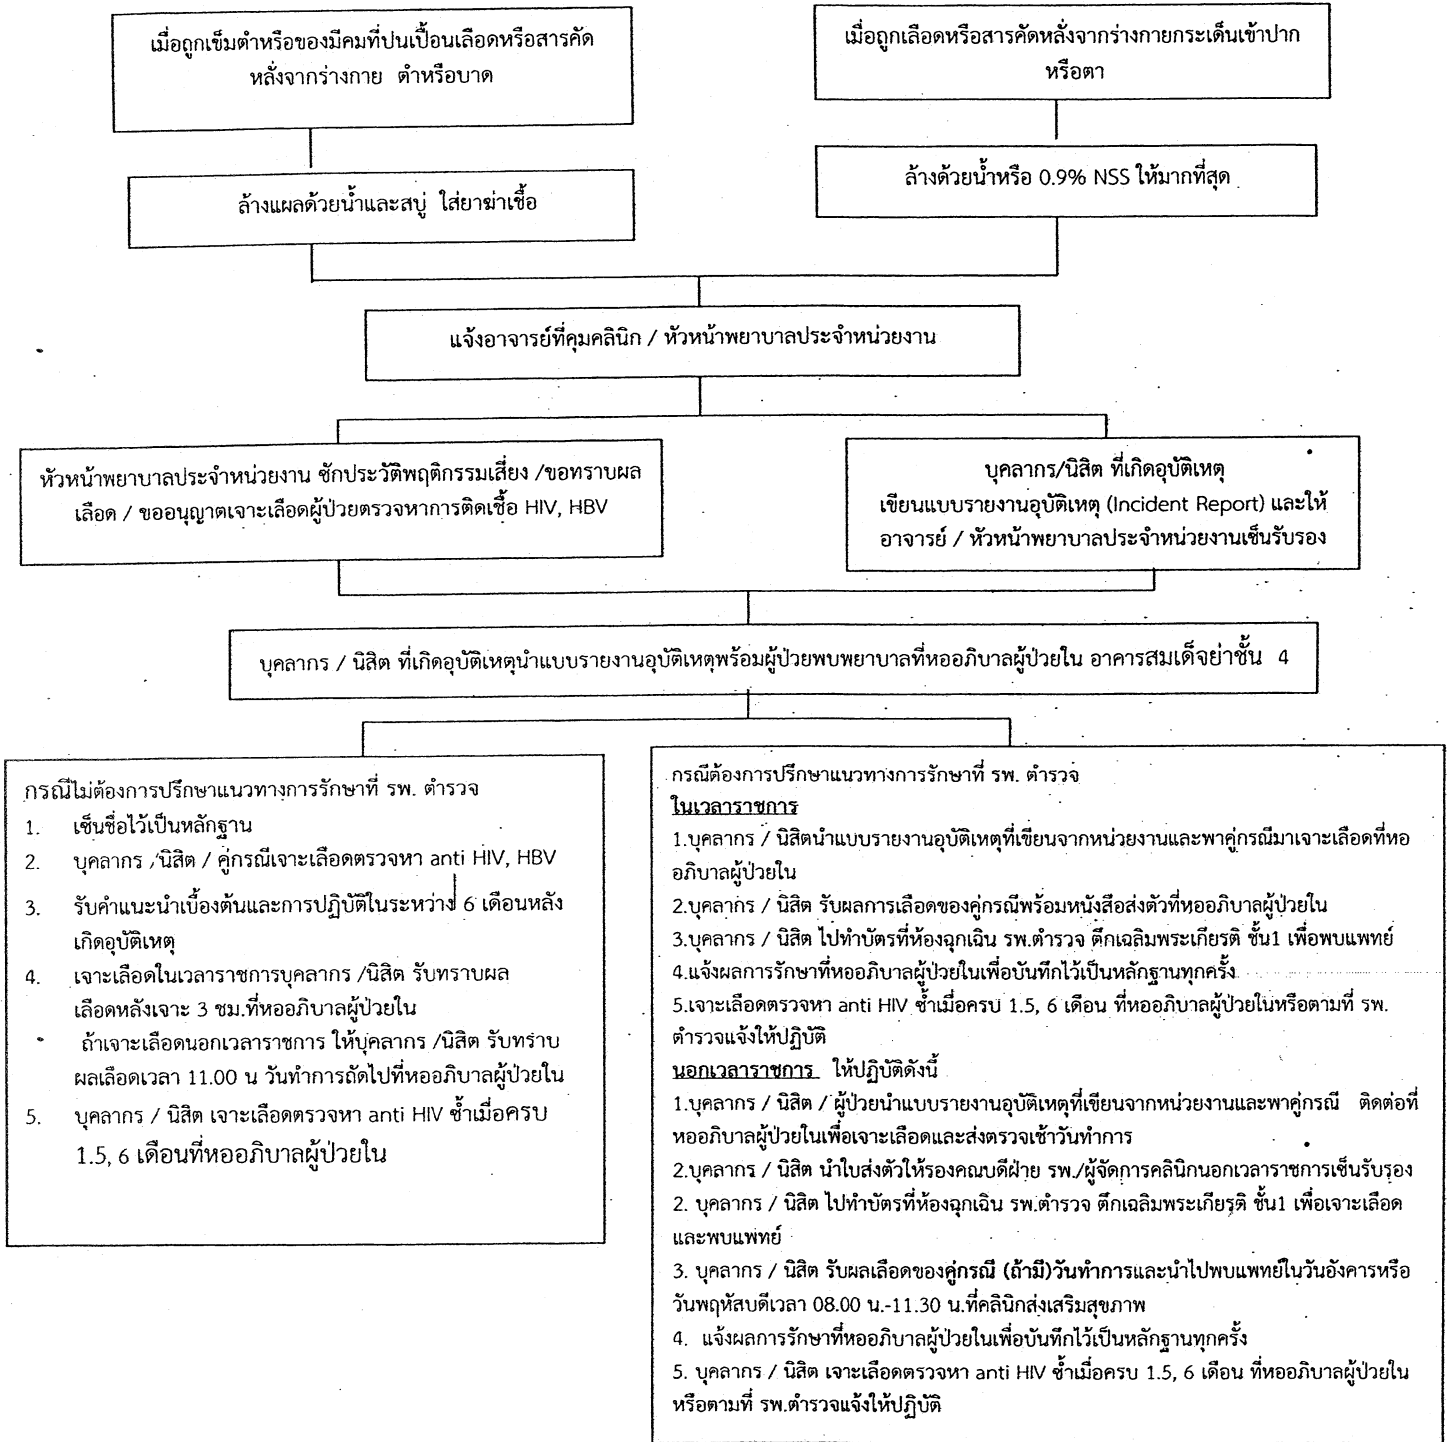 เมื่อถูกเข็มตำหรือของมีคมที่ปนเปื้อนเลือดหรือสารคัด
หลั่งจากร่างกาย ตำหรือบาด
เมื่อถูกเลือดหรือสารคัดหลั่งจากร่างกายกระเด็นเข้าปาก
หรือตา
ล้างแผลด้วยน้ำและสบู่ ใส่ยาฆ่าเชื้อ
ล้างด้วยน้ำหรือ 0.9% NSS ให้มากที่สุด
แจ้งอาจารย์ที่คุมคลินิก / หัวหน้าพยาบาลประจำหน่วยงาน
หัวหน้าพยาบาลประจำหน่วยงาน ซักประวัติพฤติกรรมเสี่ยง /ขอทราบผล
เลือด / ขออนุญาตเจาะเลือดผู้ป่วยตรวจหาการติดเชื้อ HIV, HBV
บุคลากร/นิสิต ที่เกิดอุบัติเหตุ
เขียนแบบรายงานอุบัติเหตุ (Incident Report) และให้
อาจารย์ / หัวหน้าพยาบาลประจำหน่วยงานเซ็นรับรอง
บุคลากร / นิสิต ที่เกิดอุบัติเหตุนำแบบรายงานอุบัติเหตุพร้อมผู้ป่วยพบพยาบาลที่หออภิบาลผู้ป่วยใน อาคารสมเด็จย่าชั้น 4
กรณีไม่ต้องการปรึกษาแนวทางการรักษาที่ รพ. ตำรวจ
1. เซ็นชื่อไว้เป็นหลักฐาน
2. บุคลากร /นิสิต / คู่กรณีเจาะเลือดตรวจหา anti HIV, HBV
3. รับคำแนะนำเบื้องต้นและการปฏิบัติในระหว่าง 6 เดือนหลัง
เกิดอุบัติเหตุ
4. เจาะเลือดในเวลาราชการบุคลากร /นิสิต รับทราบผล
เลือดหลังเจาะ 3 ชม.ที่หออภิบาลผู้ป่วยใน
ถ้าเจาะเลือดนอกเวลาราชการ ให้บุคลากร /นิสิต รับทราบ
ผลเลือดเวลา 11.00 น วันทำการถัดไปที่หออภิบาลผู้ป่วยใน
5. บุคลากร / นิสิต เจาะเลือดตรวจหา anti HIV ซ้ำเมื่อครบ
1.5, 6 เดือนที่หออภิบาลผู้ป่วยใน
กรณีต้องการปรึกษาแนวทางการรักษาที่ รพ. ตำรวจ
ในเวลาราชการ
1.บุคลากร / นิสิตนำแบบรายงานอุบัติเหตุที่เขียนจากหน่วยงานและพาคู่กรณีมาเจาะเลือดที่หอ
อภิบาลผู้ป่วยใน
2.บุคลากร / นิสิต รับผลการเลือดของคู่กรณีพร้อมหนังสือส่งตัวที่หออภิบาลผู้ป่วยใน
3.บุคลากร / นิสิต ไปทำบัตรที่ห้องฉุกเฉิน รพ.ตำรวจ ตึกเฉลิมพระเกียรติ ชั้น1 เพื่อพบแพทย์
4.แจ้งผลการรักษาที่หออภิบาลผู้ป่วยในเพื่อบันทึกไว้เป็นหลักฐานทุกครั้ง
5.เจาะเลือดตรวจหา anti HIV ซ้ำเมื่อครบ 1.5, 6 เดือน ที่หออภิบาลผู้ป่วยในหรือตามที่ รพ.
ตำรวจแจ้งให้ปฏิบัติ
นอกเวลาราชการ ให้ปฏิบัติดังนี้
1.บุคลากร / นิสิต / ผู้ป่วยนำแบบรายงานอุบัติเหตุที่เขียนจากหน่วยงานและพาคู่กรณี ติดต่อที่
หออภิบาลผู้ป่วยในเพื่อเจาะเลือดและส่งตรวจเช้าวันทำการ
2.บุคลากร / นิสิต นำใบส่งตัวให้รองคณบดีฝ่าย รพ./ผู้จัดการคลินิกนอกเวลาราชการเซ็นรับรอง
2. บุคลากร / นิสิต ไปทำบัตรที่ห้องฉุกเฉิน รพ.ตำรวจ ตึกเฉลิมพระเกียรติ ชั้น1 เพื่อเจาะเลือด
และพบแพทย์
3. บุคลากร / นิสิต รับผลเลือดของคู่กรณี (ถ้ามี)วันทำการและนำไปพบแพทย์ในวันอังคารหรือ
วันพฤหัสบดีเวลา 08.00 น.-11.30 น.ที่คลินิกส่งเสริมสุขภาพ
4. แจ้งผลการรักษาที่หออภิบาลผู้ป่วยในเพื่อบันทึกไว้เป็นหลักฐานทุกครั้ง
5. บุคลากร / นิสิต เจาะเลือดตรวจหา anti HIV ซ้ำเมื่อครบ 1.5, 6 เดือน ที่หออภิบาลผู้ป่วยใน
หรือตามที่ รพ.ตำรวจแจ้งให้ปฏิบัติ